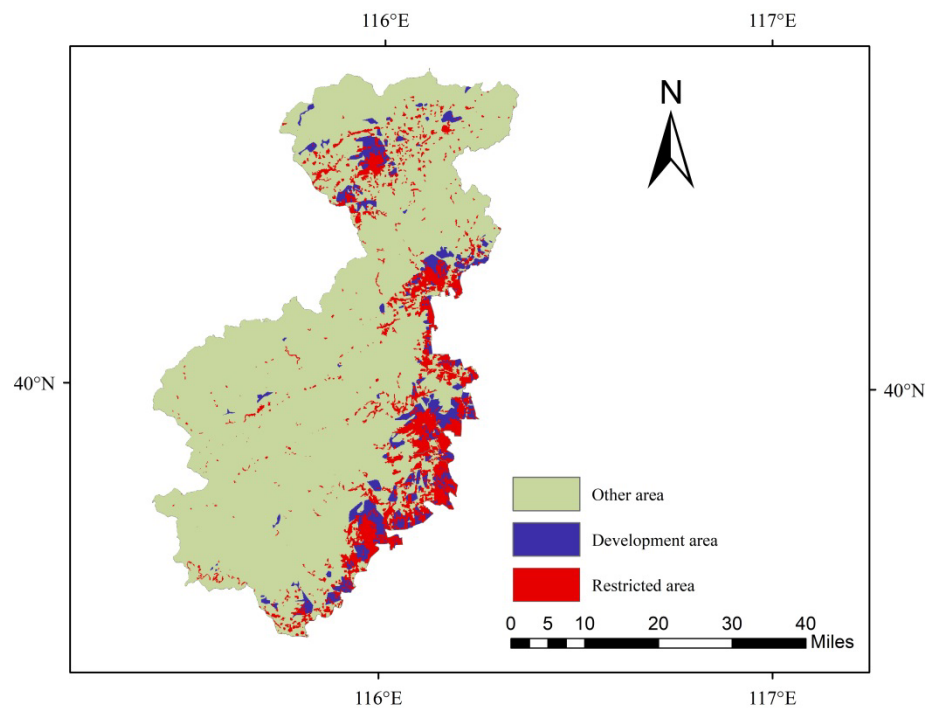 116°E 117°E
N
40°N 40°N
Other area
Development area
Restricted area
0 5 10 20 30 40
Miles
116°E 117°E